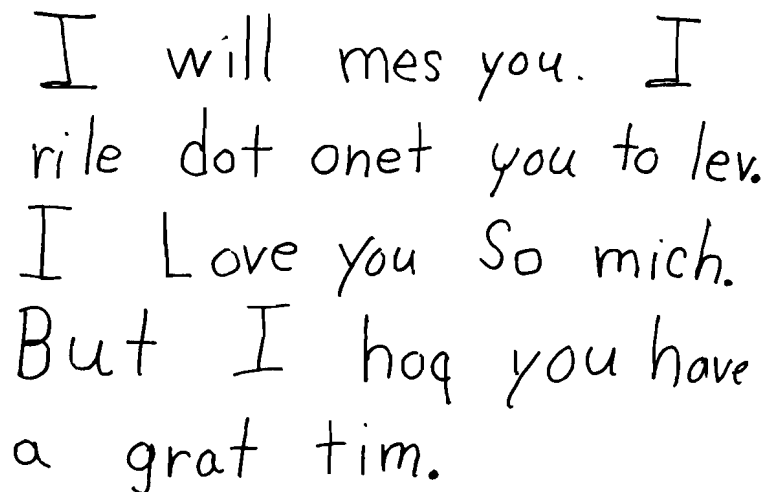 I will mes you. I
rile dot onet you to lev.
I Love you So mich.
But I hoq you have
a grat tim.